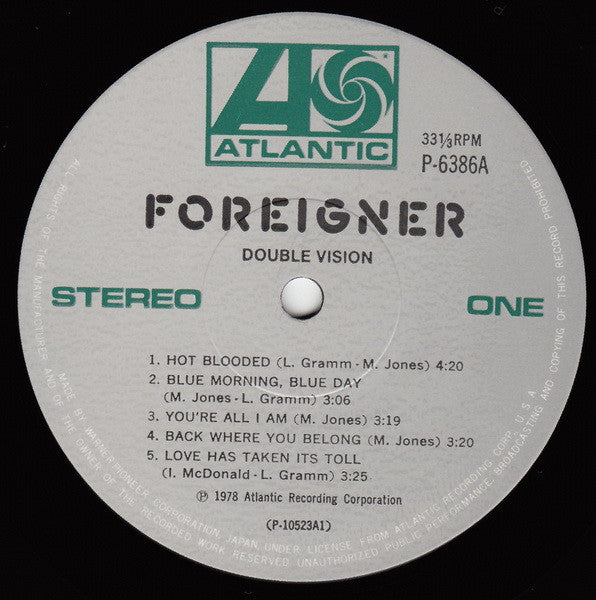 ATLANTIC
33⅓RPM
P-6386A
FOREIGNER
DOUBLE VISION
STEREO
ONE
1. HOT BLOODED (L. Gramm - M. Jones) 4:20
2. BLUE MORNING, BLUE DAY
(M. Jones - L. Gramm) 3:06
3. YOU'RE ALL I AM (M. Jones) 3:19
4. BACK WHERE YOU BELONG (M. Jones) 3:20
5. LOVE HAS TAKEN ITS TOLL
(I. McDonald - L. Gramm) 3:25
Ⓟ 1978 Atlantic Recording Corporation
(P-10523A1)
MADE BY WARNER-PIONEER CORPORATION, JAPAN, UNDER LICENSE FROM ATLANTIC RECORDING CORP., U.S.A.
ALL RIGHTS OF THE MANUFACTURER AND OF THE OWNER OF THE RECORDED WORK RESERVED. UNAUTHORIZED PUBLIC PERFORMANCE, BROADCASTING AND COPYING OF THIS RECORD PROHIBITED